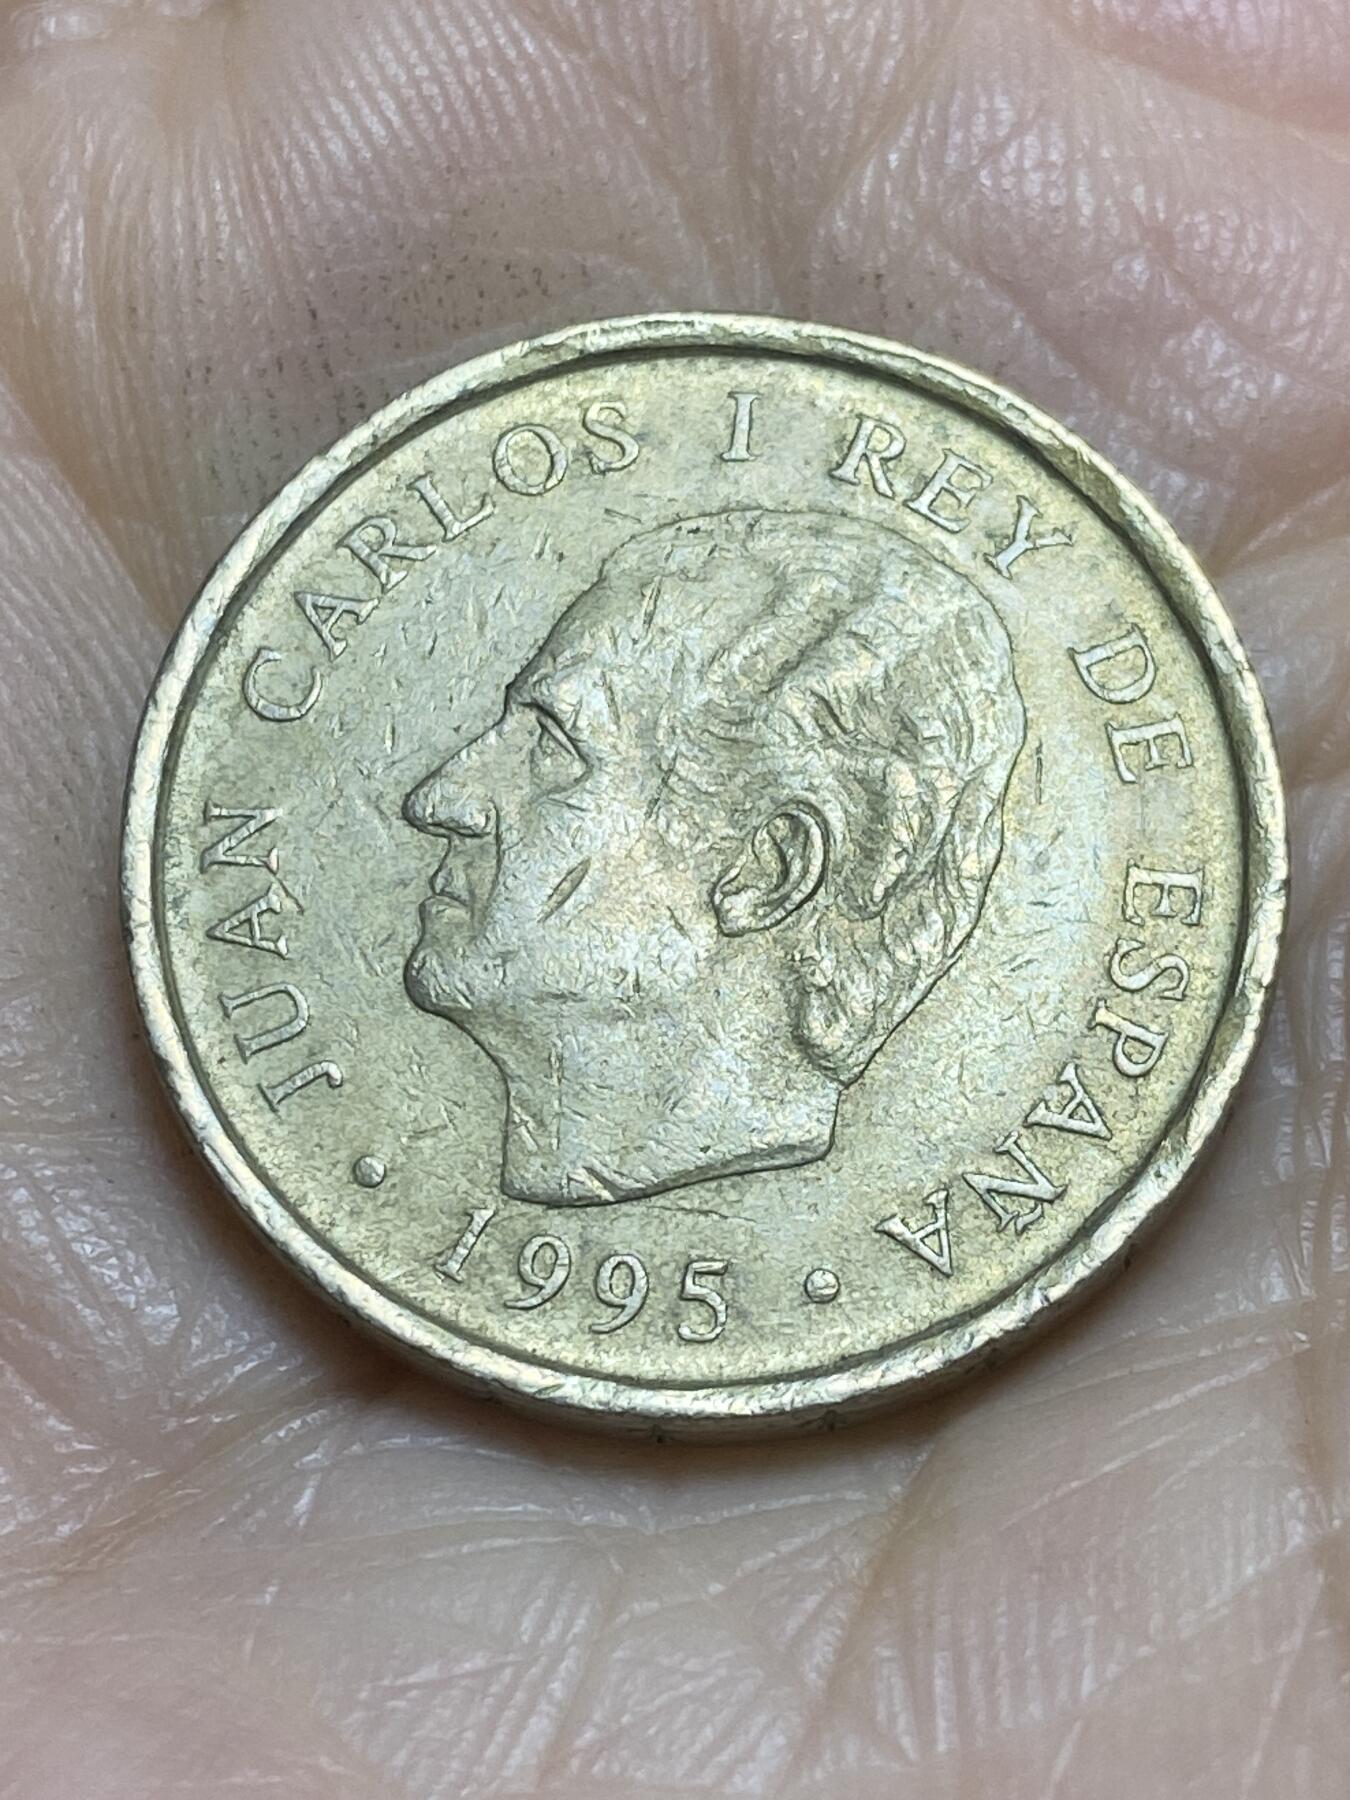 JUAN CARLOS I REY DE ESPAÑA
• 1995 •